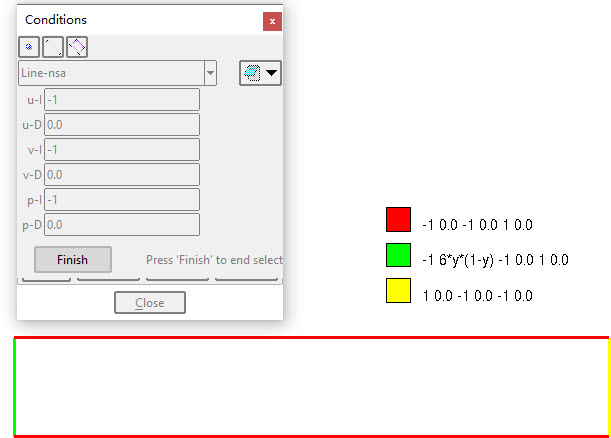 Conditions
x
Line-nsa
u-I -1
u-D 0.0
v-I -1
v-D 0.0
p-I -1
p-D 0.0
Finish Press 'Finish' to end select
Close
-1 0.0 -1 0.0 1 0.0
-1 6*y*(1-y) -1 0.0 1 0.0
1 0.0 -1 0.0 -1 0.0